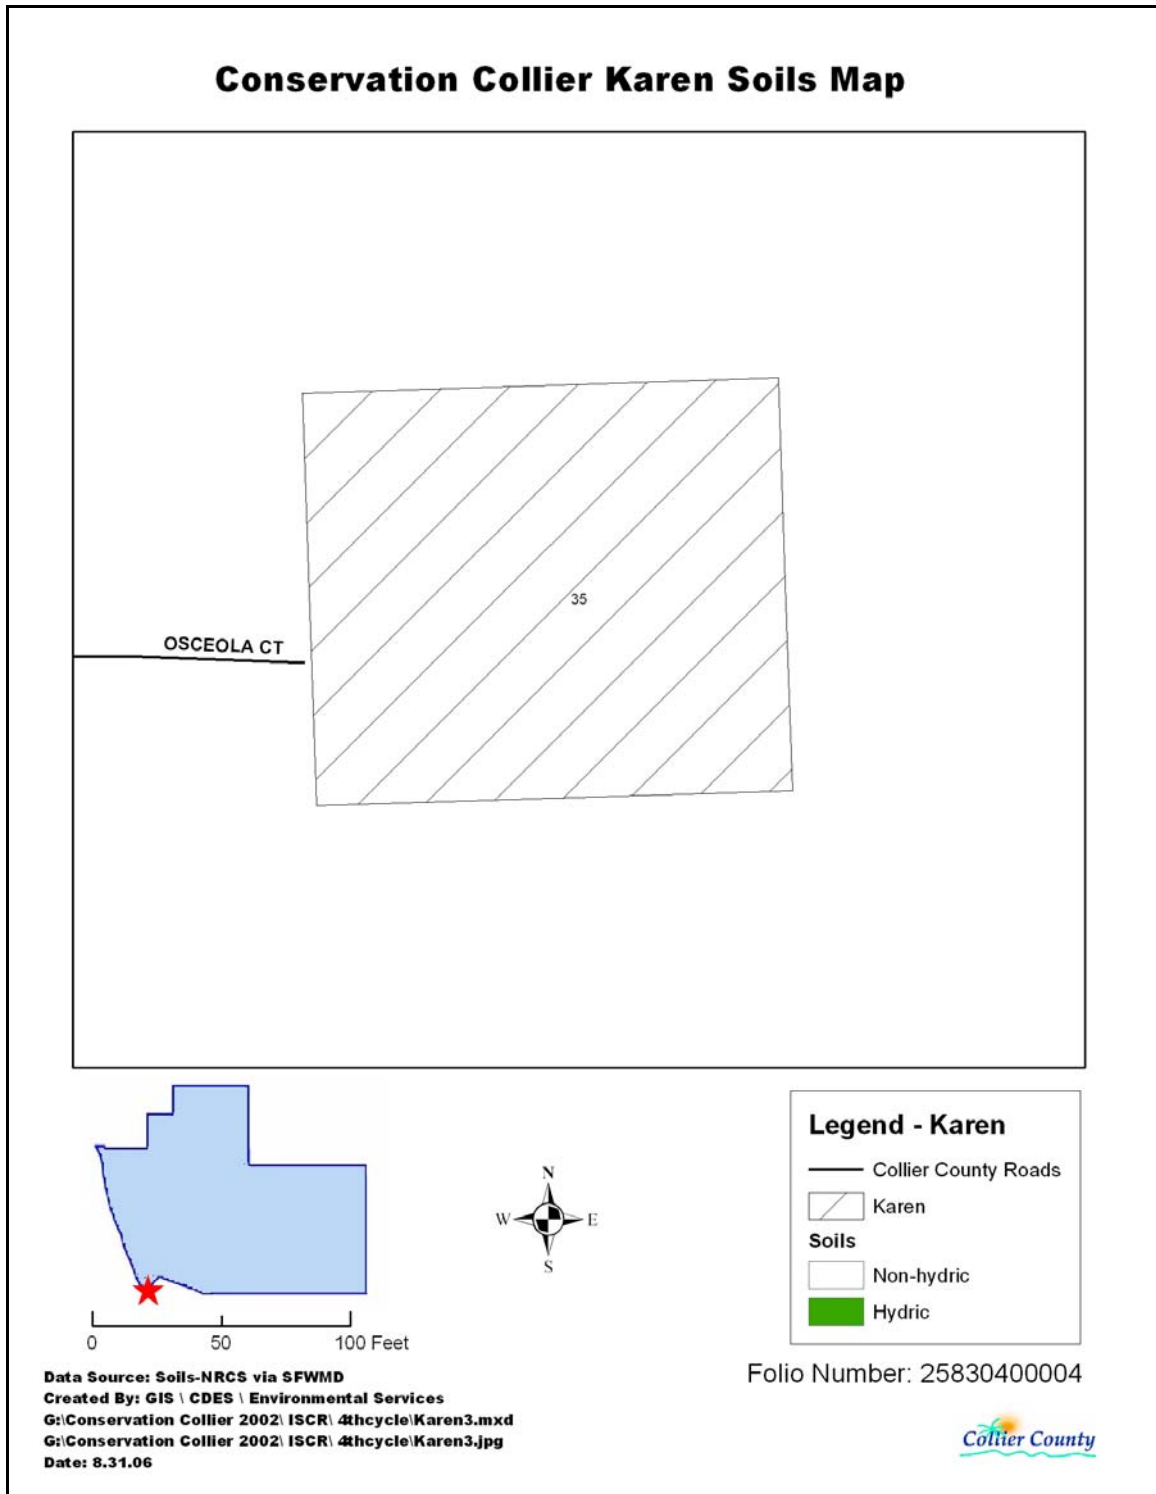 Conservation Collier Karen Soils Map
35
OSCEOLA CT
N
W E
S
0 50 100 Feet
Legend - Karen
Collier County Roads
Karen
Soils
Non-hydric
Hydric
Data Source: Soils-NRCS via SFWMD
Created By: GIS \ CDES \ Environmental Services
G:\Conservation Collier 2002\ ISCR\ 4thcycle\Karen3.mxd
G:\Conservation Collier 2002\ ISCR\ 4thcycle\Karen3.jpg
Date: 8.31.06
Folio Number: 25830400004
Collier County